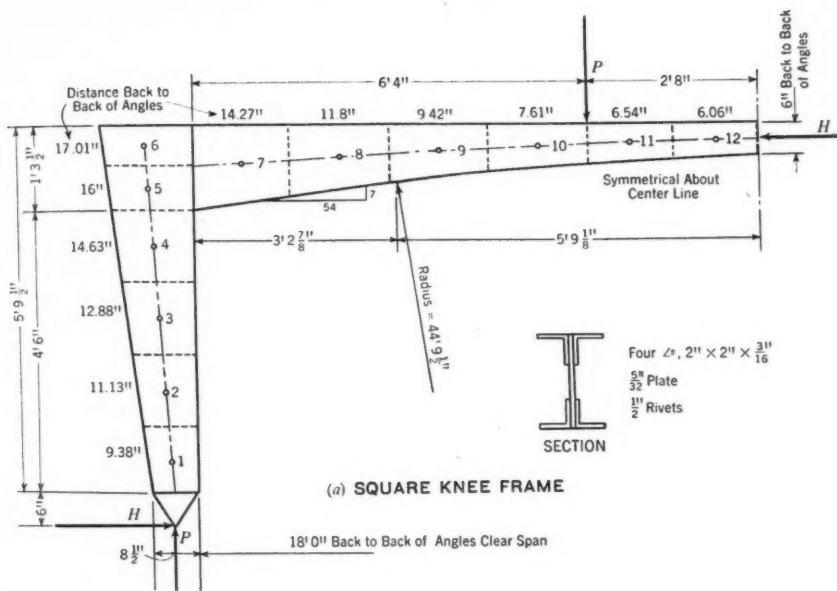 6'4"
P
2'8"
6" Back to Back of Angles
Distance Back to
Back of Angles
14.27"
11.8"
9.42"
7.61"
6.54"
6.06"
H
17.01"
6
7
8
9
10
11
12
1'3 1/2"
16"
5
Symmetrical About
Center Line
54
7
14.63"
4
3'2 7/8"
5'9 1/8"
5'9 1/2"
4'6"
12.88"
3
Radius = 44'9 1/2"
11.13"
2
Four ∠s, 2" × 2" × 3/16"
5/32" Plate
1/2" Rivets
SECTION
9.38"
1
(a) SQUARE KNEE FRAME
6"
H
P
8 1/2"
18'0" Back to Back of Angles Clear Span